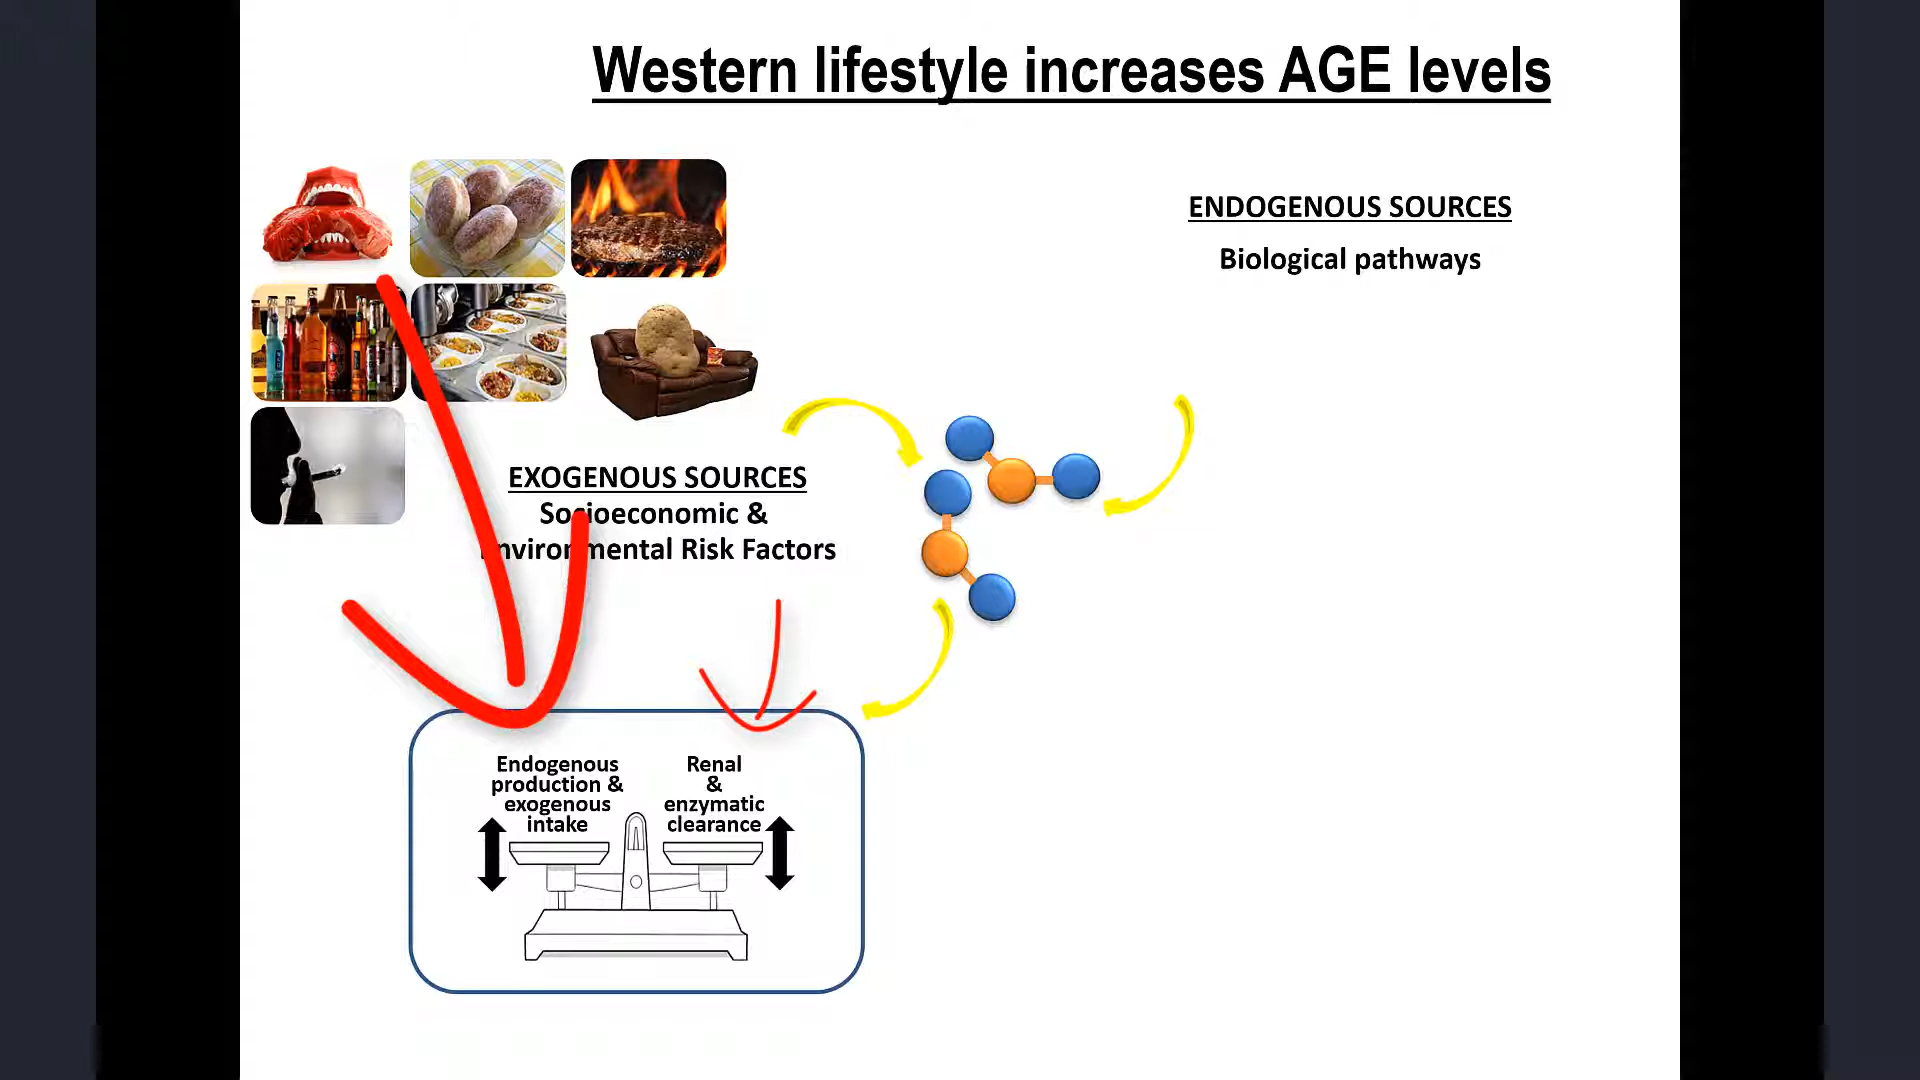 Western lifestyle increases AGE levels
ENDOGENOUS SOURCES
Biological pathways
EXOGENOUS SOURCES
Socioeconomic &
Environmental Risk Factors
Endogenous
production &
exogenous
intake
Renal
&
enzymatic
clearance